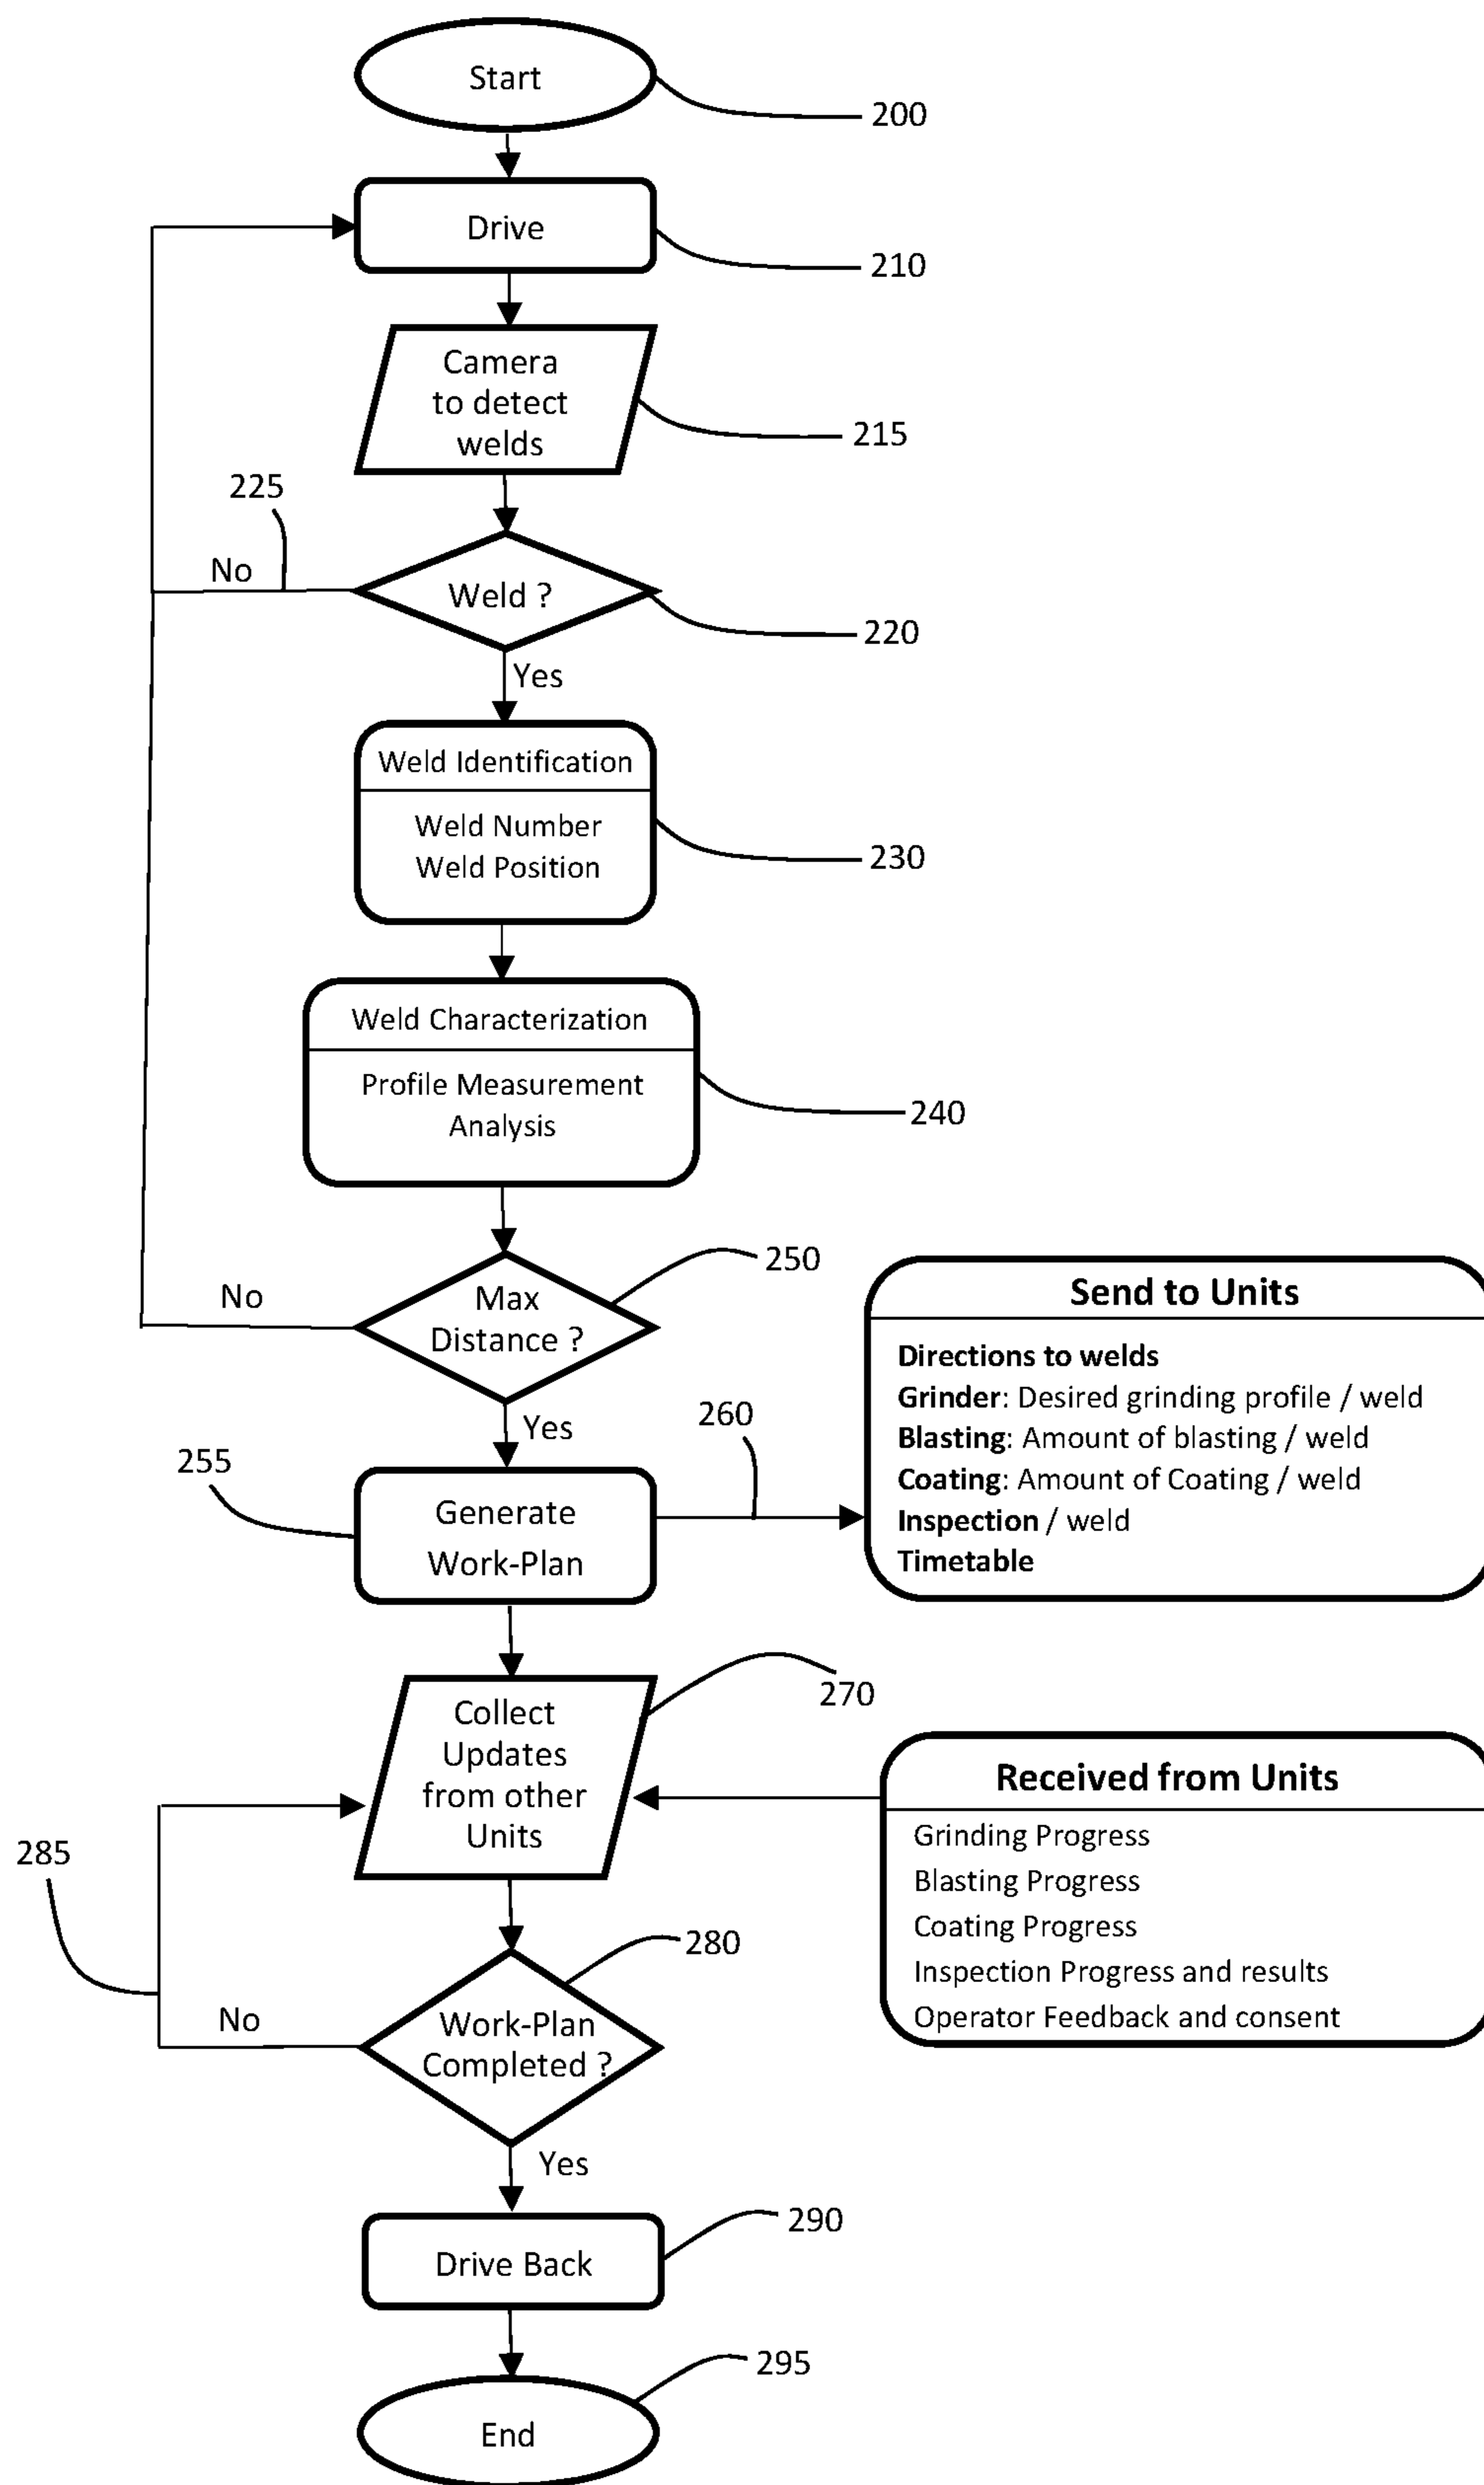 Start
200
Drive
210
Camera
to detect
welds
215
225
No
Weld ?
220
Yes
Weld Identification
Weld Number
Weld Position
230
Weld Characterization
Profile Measurement
Analysis
240
250
No
Max
Distance ?
Yes
Send to Units
Directions to welds
Grinder: Desired grinding profile / weld
Blasting: Amount of blasting / weld
Coating: Amount of Coating / weld
Inspection / weld
Timetable
260
255
Generate
Work-Plan
270
Collect
Updates
from other
Units
Received from Units
Grinding Progress
Blasting Progress
Coating Progress
Inspection Progress and results
Operator Feedback and consent
285
280
No
Work-Plan
Completed ?
Yes
290
Drive Back
295
End